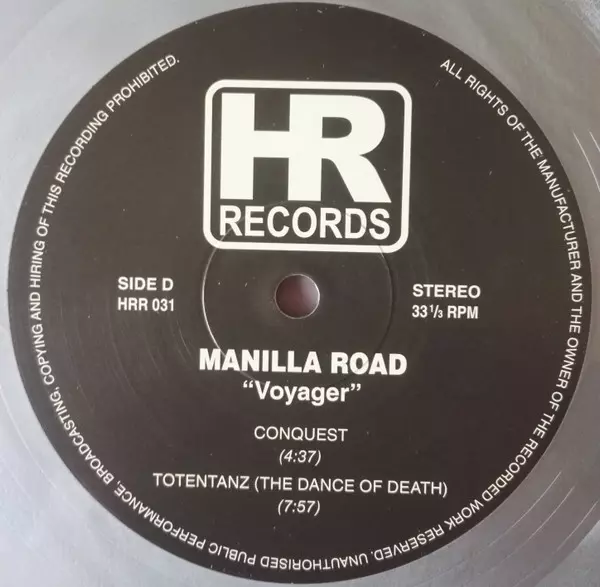 HR
RECORDS
SIDE D
HRR 031
STEREO
33 1/3 RPM
MANILLA ROAD
“Voyager”
CONQUEST
(4:37)
TOTENTANZ (THE DANCE OF DEATH)
(7:57)
ALL RIGHTS OF THE MANUFACTURER AND THE OWNER OF THE RECORDED WORK RESERVED. UNAUTHORISED PUBLIC PERFORMANCE, BROADCASTING, COPYING AND HIRING OF THIS RECORDING PROHIBITED.